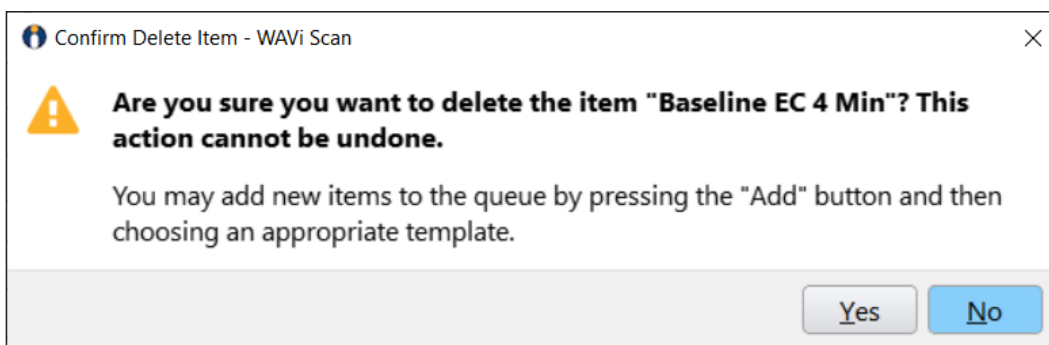 Confirm Delete Item - WAVi Scan
Are you sure you want to delete the item "Baseline EC 4 Min"? This
action cannot be undone.
You may add new items to the queue by pressing the "Add" button and then
choosing an appropriate template.
Yes
No